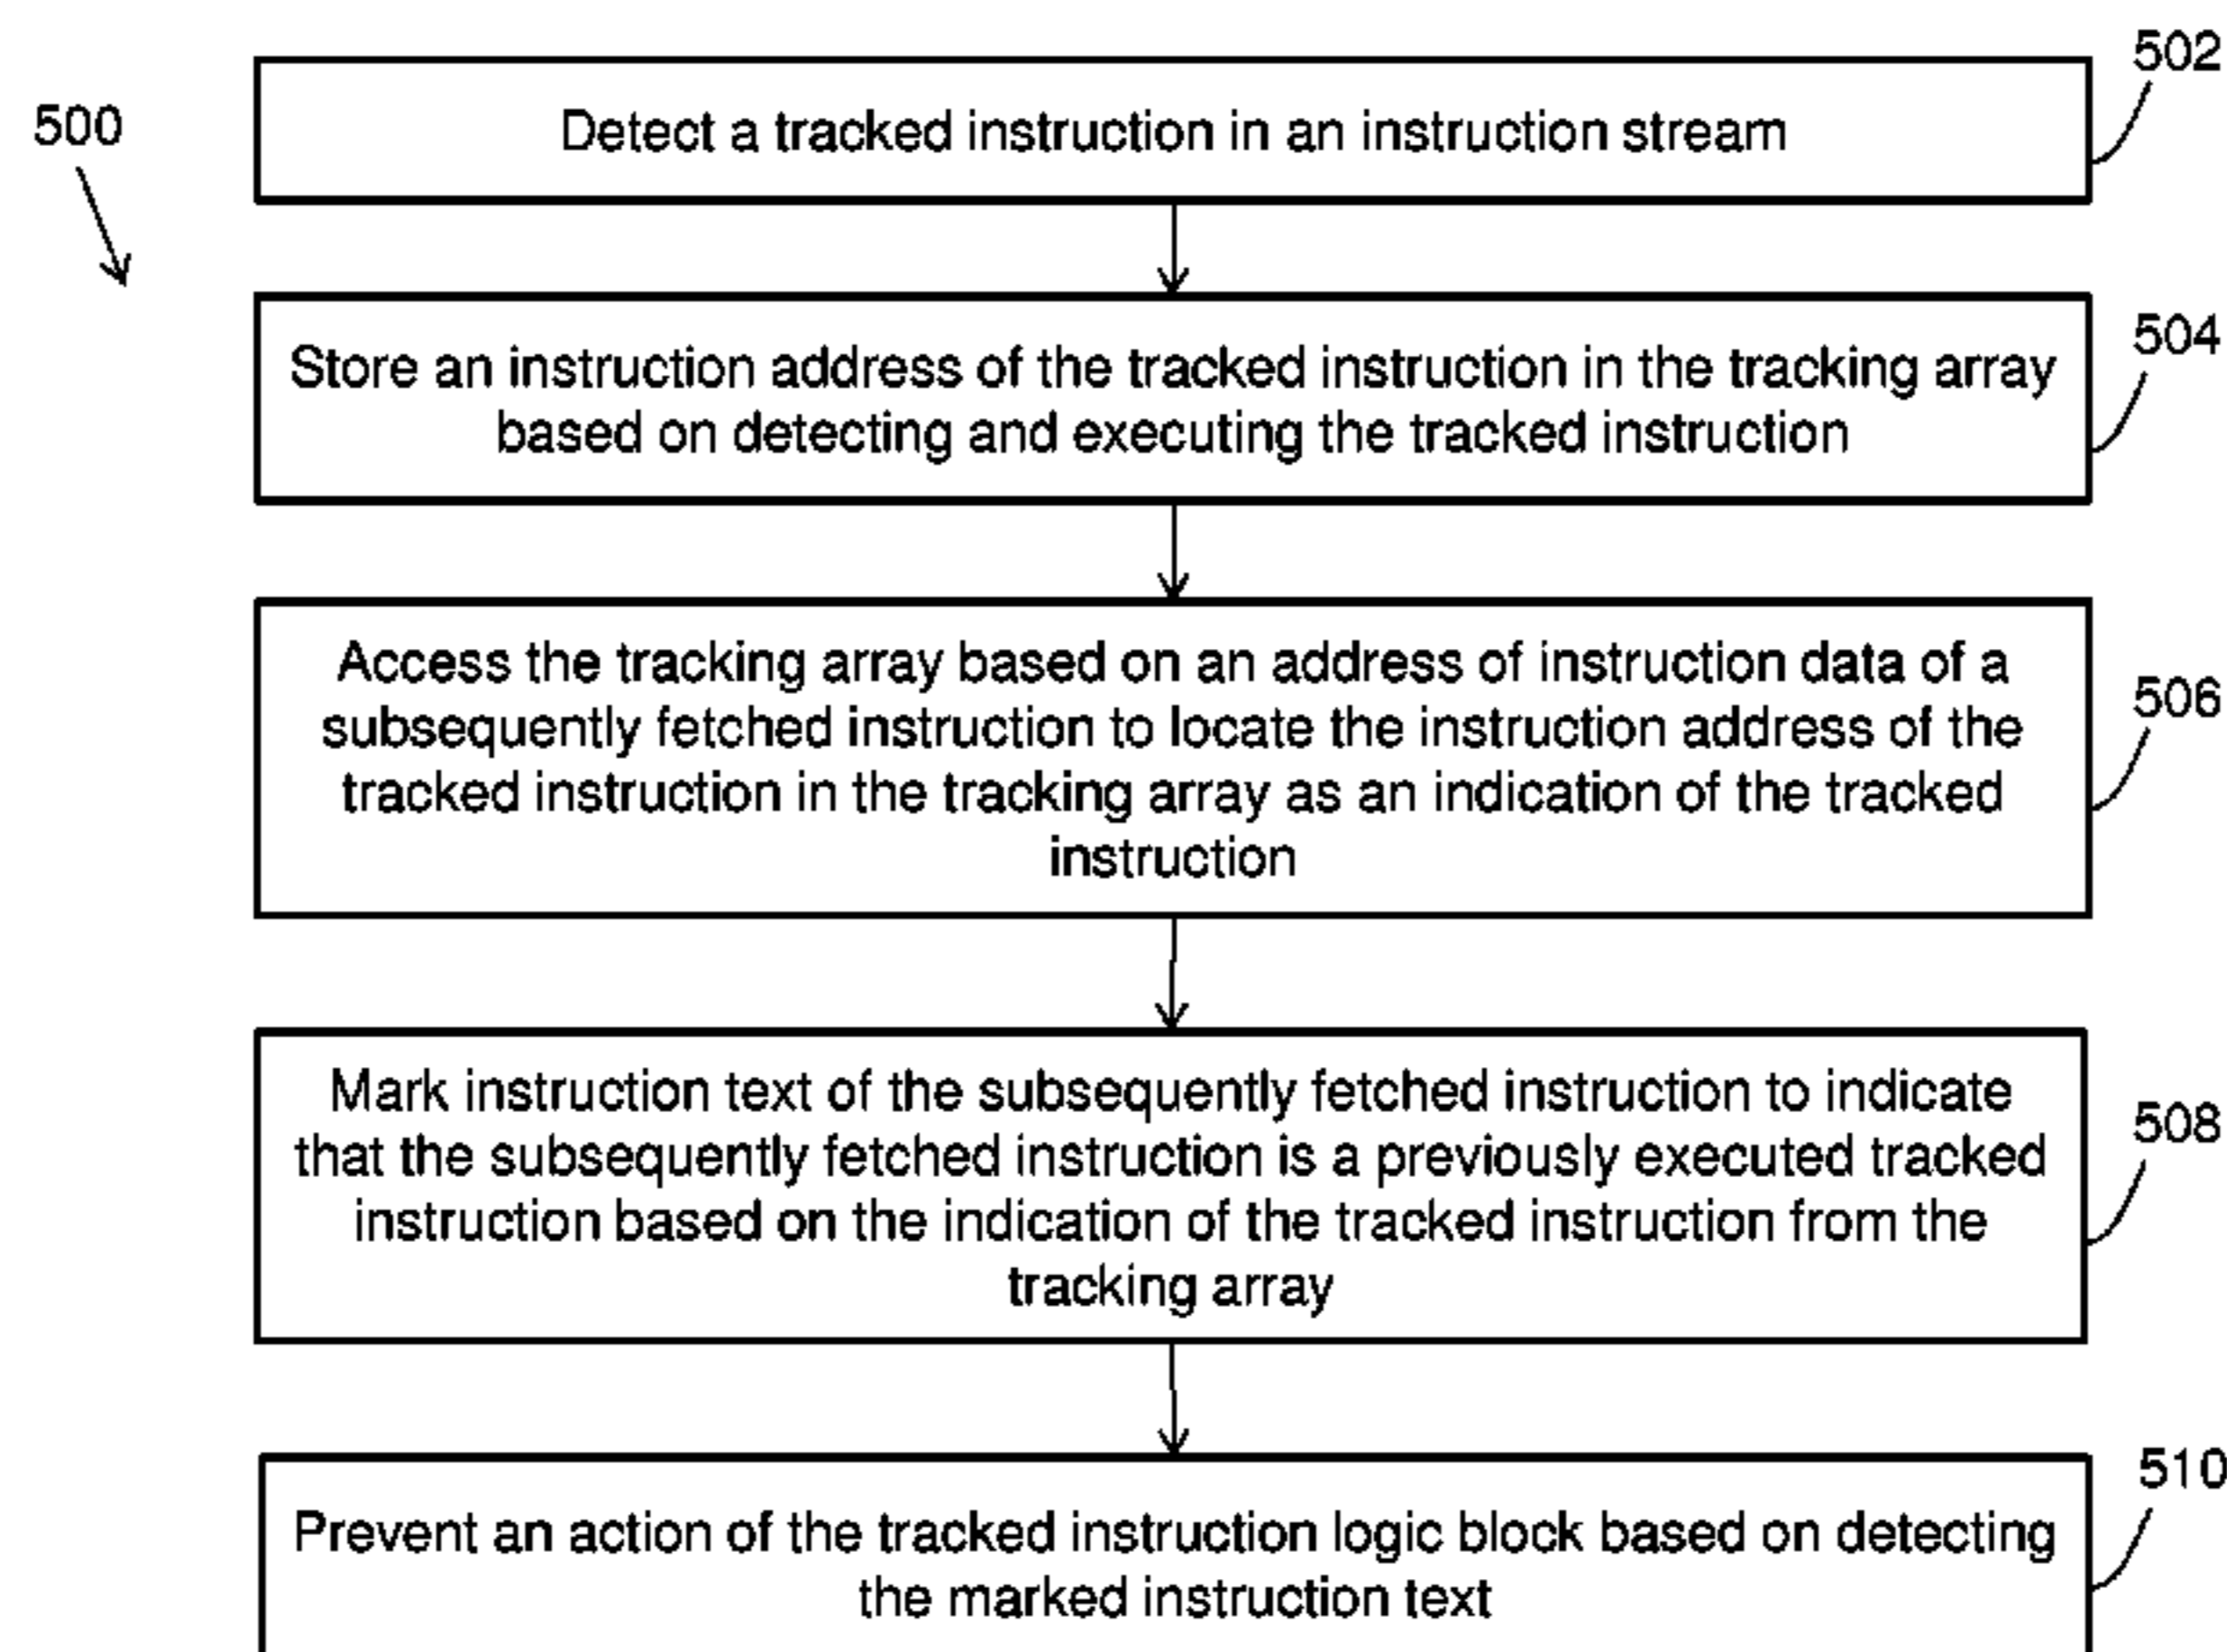 502
500
Detect a tracked instruction in an instruction stream
504
Store an instruction address of the tracked instruction in the tracking array
based on detecting and executing the tracked instruction
Access the tracking array based on an address of instruction data of a
506
subsequently fetched instruction to locate the instruction address of the
tracked instruction in the tracking array as an indication of the tracked
instruction
Mark instruction text of the subsequently fetched instruction to indicate
508
that the subsequently fetched instruction is a previously executed tracked
instruction based on the indication of the tracked instruction from the
tracking array
510
Prevent an action of the tracked instruction logic block based on detecting
the marked instruction text